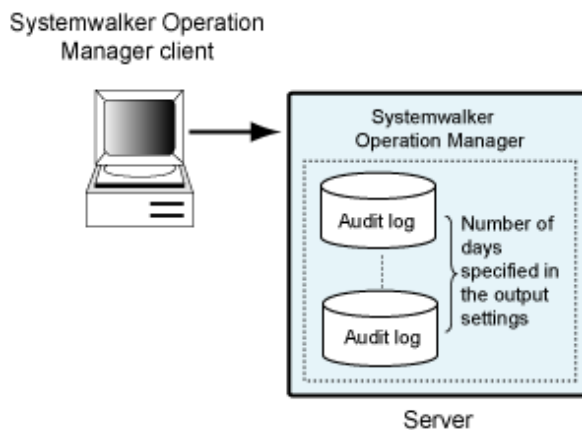 Systemwalker Operation
Manager client
Systemwalker
Operation Manager
Audit log
Audit log
Number of
days
specified in
the output
settings
Server